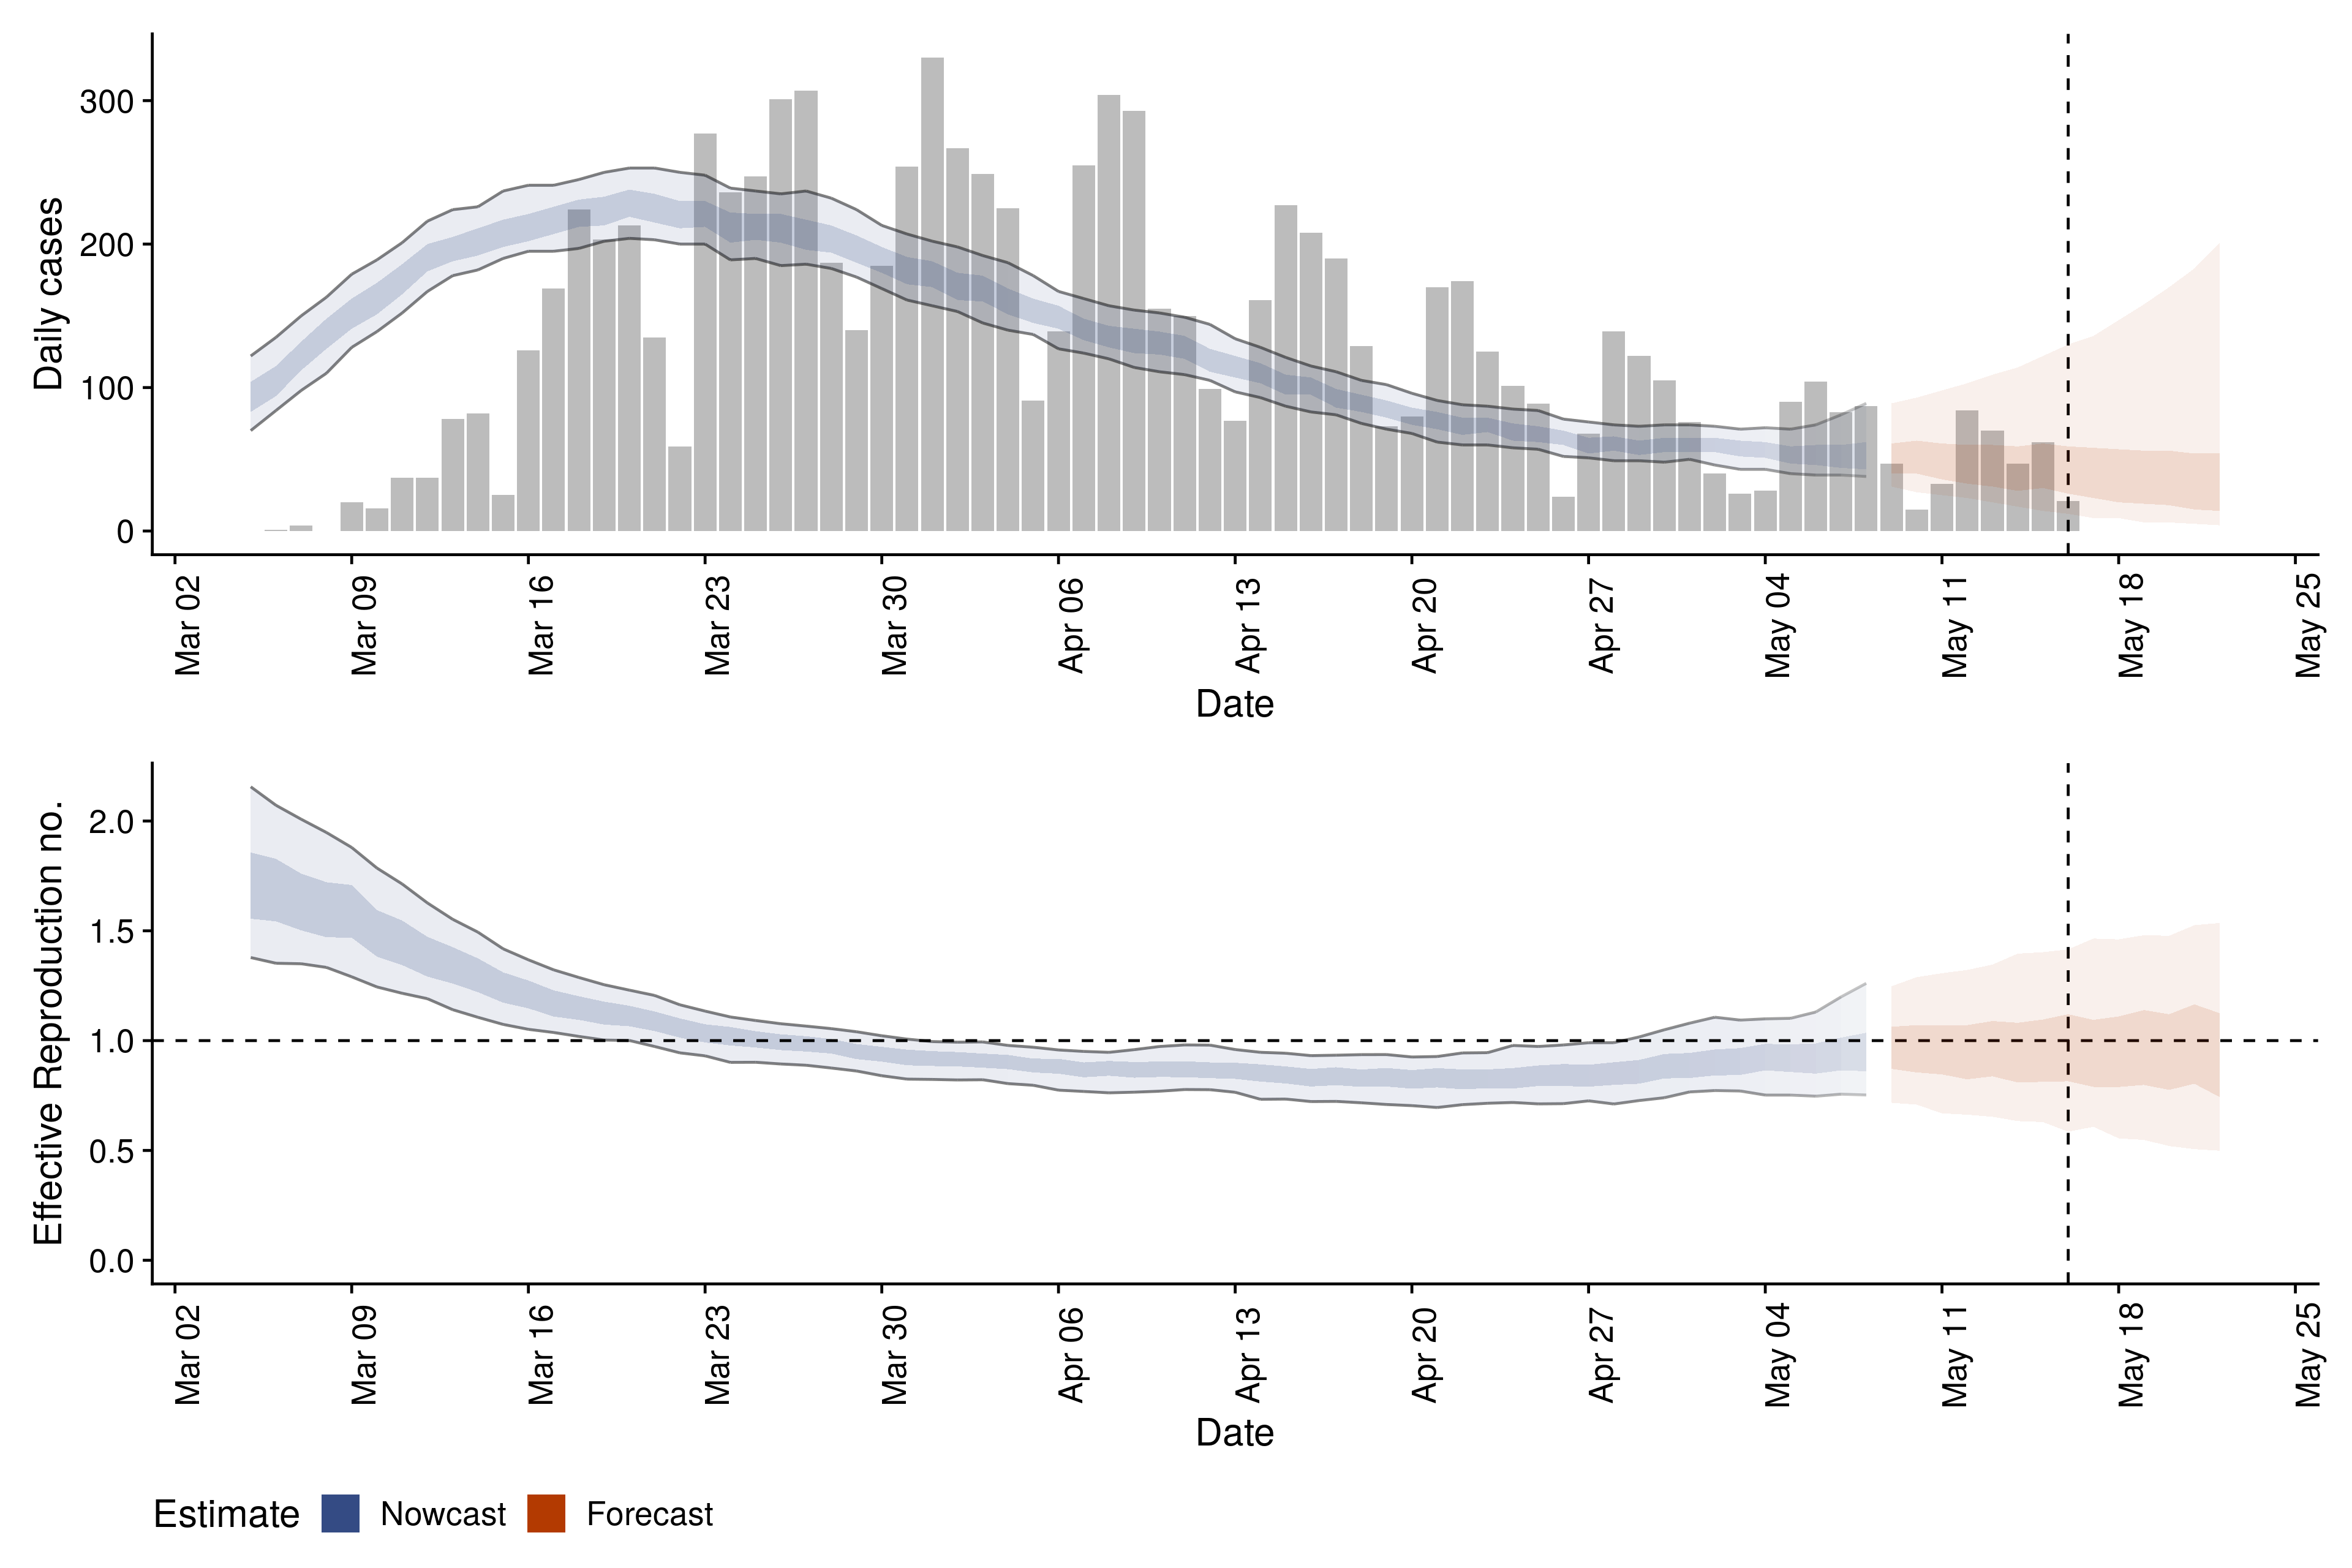 Daily cases
300
200
100
0
Mar 02
Mar 09
Mar 16
Mar 23
Mar 30
Apr 06
Apr 13
Apr 20
Apr 27
May 04
May 11
May 18
May 25
Date
Effective Reproduction no.
2.0
1.5
1.0
0.5
0.0
Mar 02
Mar 09
Mar 16
Mar 23
Mar 30
Apr 06
Apr 13
Apr 20
Apr 27
May 04
May 11
May 18
May 25
Date
Estimate Nowcast Forecast